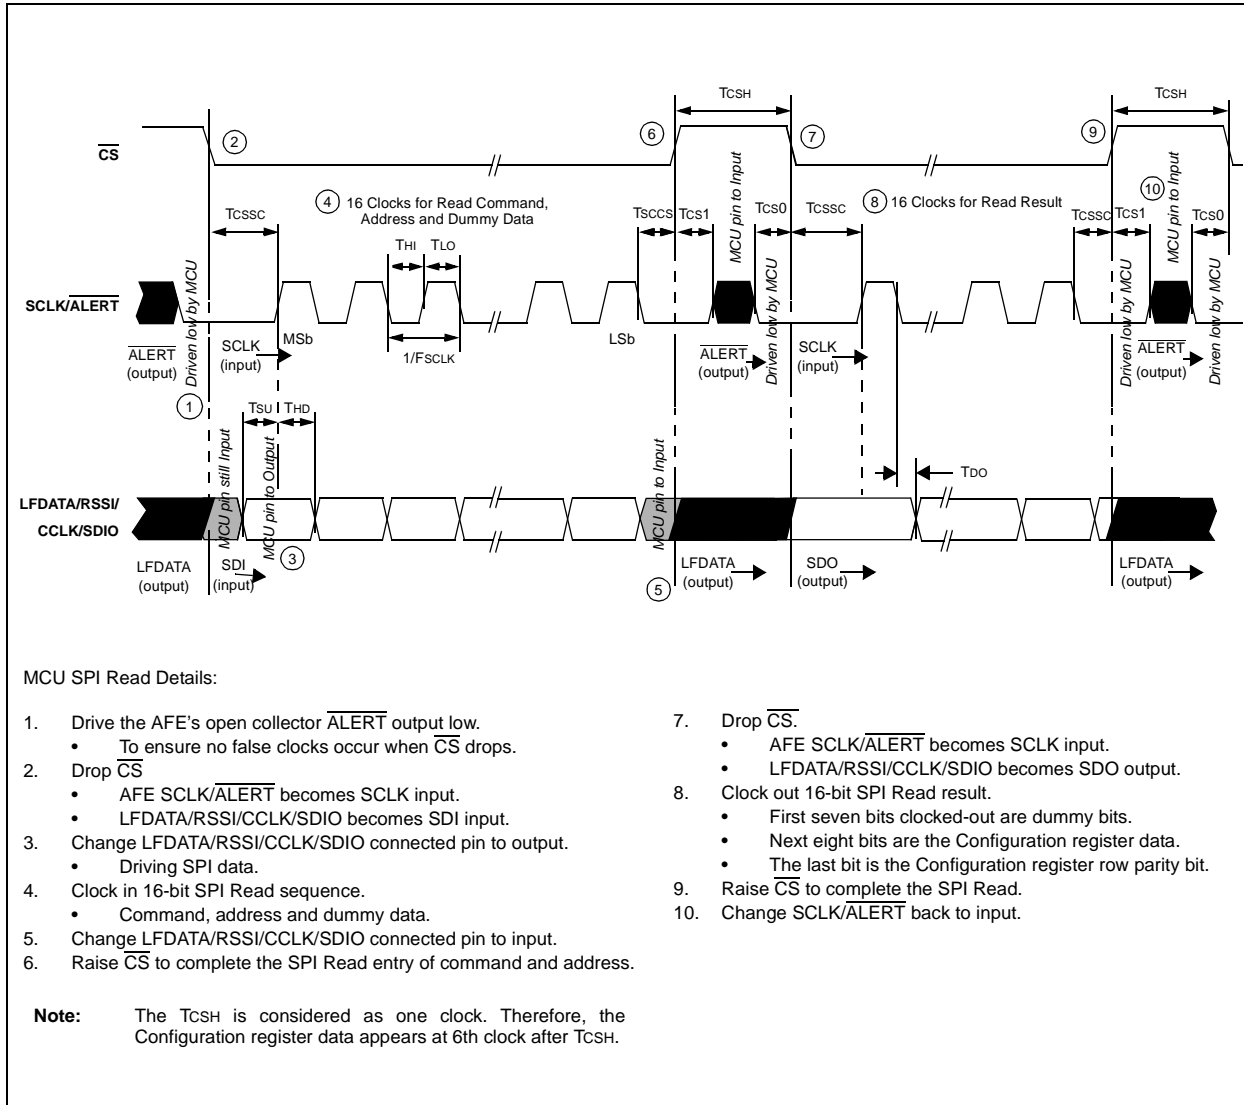 TCSH
TCSH
2
6
7
9
CS
4 16 Clocks for Read Command,
Address and Dummy Data
MCU pin to Input
8 16 Clocks for Read Result
10
MCU pin to Input
TCSSC
TSCCS
TCS1
TCS0
TCSSC
TCSSC
TCS1
TCS0
THI
TLO
SCLK/ALERT
Driven low by MCU
MSb
LSb
1/FSCLK
ALERT
(output)
SCLK
(input)
ALERT
(output)
Driven low by MCU
SCLK
(input)
Driven low by MCU
ALERT
(output)
Driven low by MCU
1
TSU
THD
MCU pin still Input
MCU pin to Output
MCU pin to Input
TDO
LFDATA/RSSI/
CCLK/SDIO
3
LFDATA
(output)
SDI
(input)
5
LFDATA
(output)
SDO
(output)
LFDATA
(output)
MCU SPI Read Details:
1. Drive the AFE's open collector ALERT output low.
• To ensure no false clocks occur when CS drops.
2. Drop CS
• AFE SCLK/ALERT becomes SCLK input.
• LFDATA/RSSI/CCLK/SDIO becomes SDI input.
3. Change LFDATA/RSSI/CCLK/SDIO connected pin to output.
• Driving SPI data.
4. Clock in 16-bit SPI Read sequence.
• Command, address and dummy data.
5. Change LFDATA/RSSI/CCLK/SDIO connected pin to input.
6. Raise CS to complete the SPI Read entry of command and address.
7. Drop CS.
• AFE SCLK/ALERT becomes SCLK input.
• LFDATA/RSSI/CCLK/SDIO becomes SDO output.
8. Clock out 16-bit SPI Read result.
• First seven bits clocked-out are dummy bits.
• Next eight bits are the Configuration register data.
• The last bit is the Configuration register row parity bit.
9. Raise CS to complete the SPI Read.
10. Change SCLK/ALERT back to input.
Note: The TCSH is considered as one clock. Therefore, the
Configuration register data appears at 6th clock after TCSH.